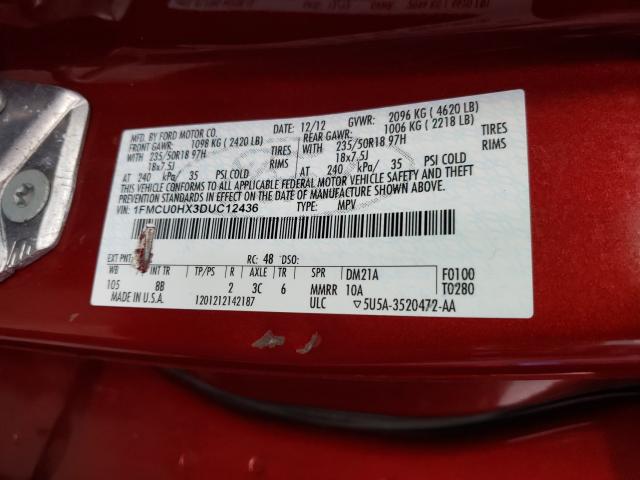 MFD. BY FORD MOTOR CO.
DATE: 12/12 GVWR: 2096 KG ( 4620 LB)
FRONT GAWR: 1098 KG ( 2420 LB) REAR GAWR: 1006 KG ( 2218 LB)
WITH 235/50R18 97H TIRES WITH 235/50R18 97H TIRES
18x7.5J RIMS 18x7.5J RIMS
AT 240 kPa/ 35 PSI COLD AT 240 kPa/ 35 PSI COLD
THIS VEHICLE CONFORMS TO ALL APPLICABLE FEDERAL MOTOR VEHICLE SAFETY AND THEFT
PREVENTION STANDARDS IN EFFECT ON THE DATE OF MANUFACTURE SHOWN ABOVE.
VIN: 1FMCU0HX3DUC12436 TYPE: MPV
EXT PNT: RC: 48 DSO:
WB INT TR TP/PS R AXLE TR SPR DM21A F0100
105 8B 2 3C 6 MMRR 10A T0280
MADE IN U.S.A. 1201212142187 ULC ▽5U5A-3520472-AA